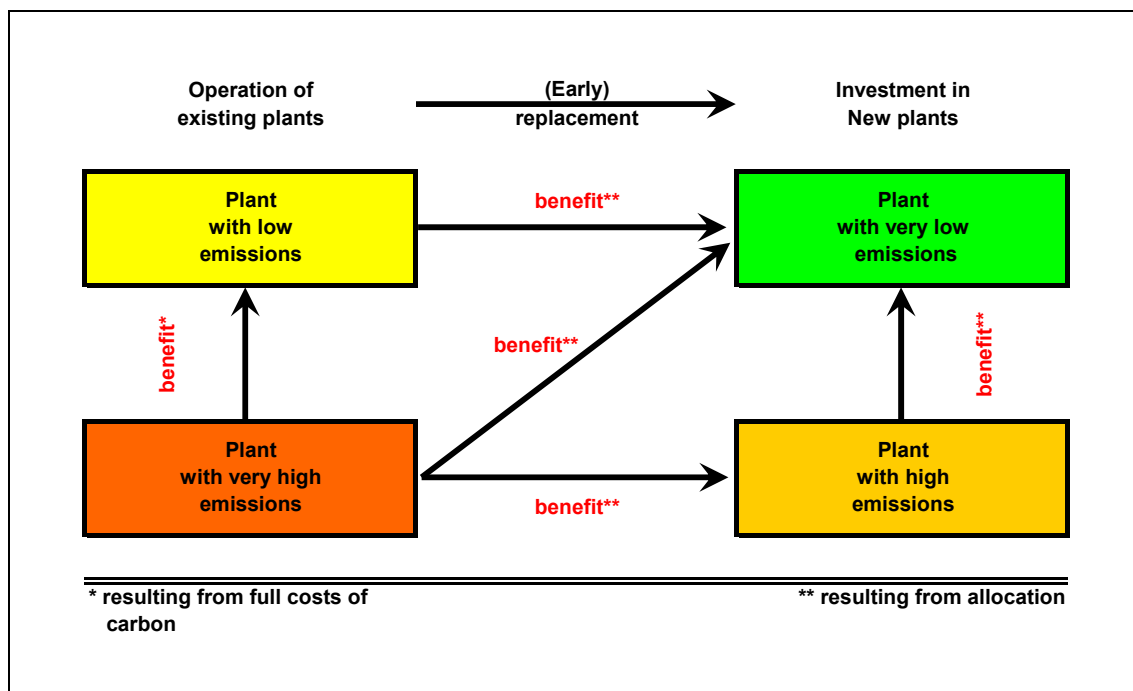 Operation of
existing plants
(Early)
replacement
Investment in
New plants
Plant
with low
emissions
benefit**
Plant
with very low
emissions
benefit*
benefit**
benefit**
Plant
with very high
emissions
benefit**
Plant
with high
emissions
* resulting from full costs of
carbon
** resulting from allocation